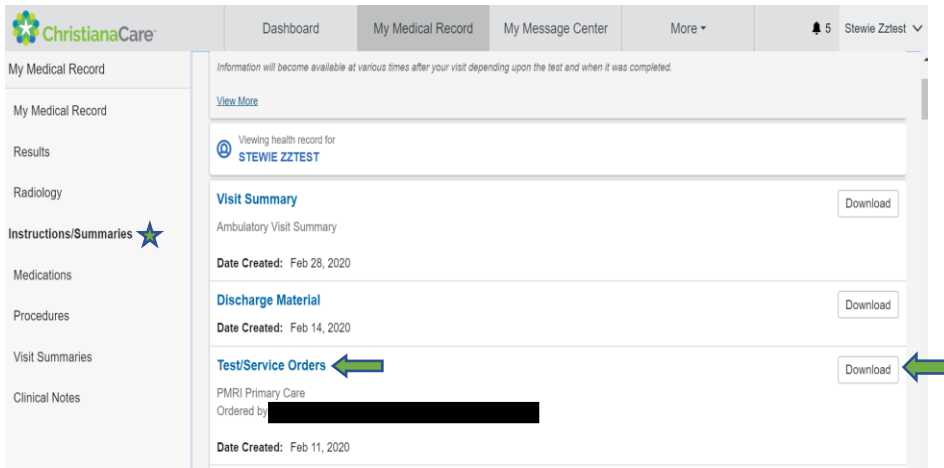 ChristianaCare
Dashboard
My Medical Record
My Message Center
More
5
Stewie Zztest
My Medical Record
My Medical Record
Results
Radiology
Instructions/Summaries
Medications
Procedures
Visit Summaries
Clinical Notes
Information will become available at various times after your visit depending upon the test and when it was completed.
View More
Viewing health record for
STEWIE ZZTEST
Visit Summary
Download
Ambulatory Visit Summary
Date Created: Feb 28, 2020
Discharge Material
Download
Date Created: Feb 14, 2020
Test/Service Orders
Download
PMRI Primary Care
Ordered by
Date Created: Feb 11, 2020